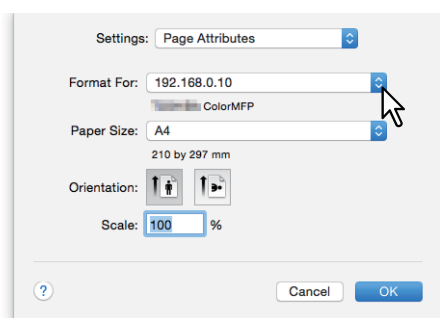 Settings: Page Attributes
Format For: 192.168.0.10
ColorMFP
Paper Size: A4
210 by 297 mm
Orientation:
Scale: 100 %
? Cancel OK